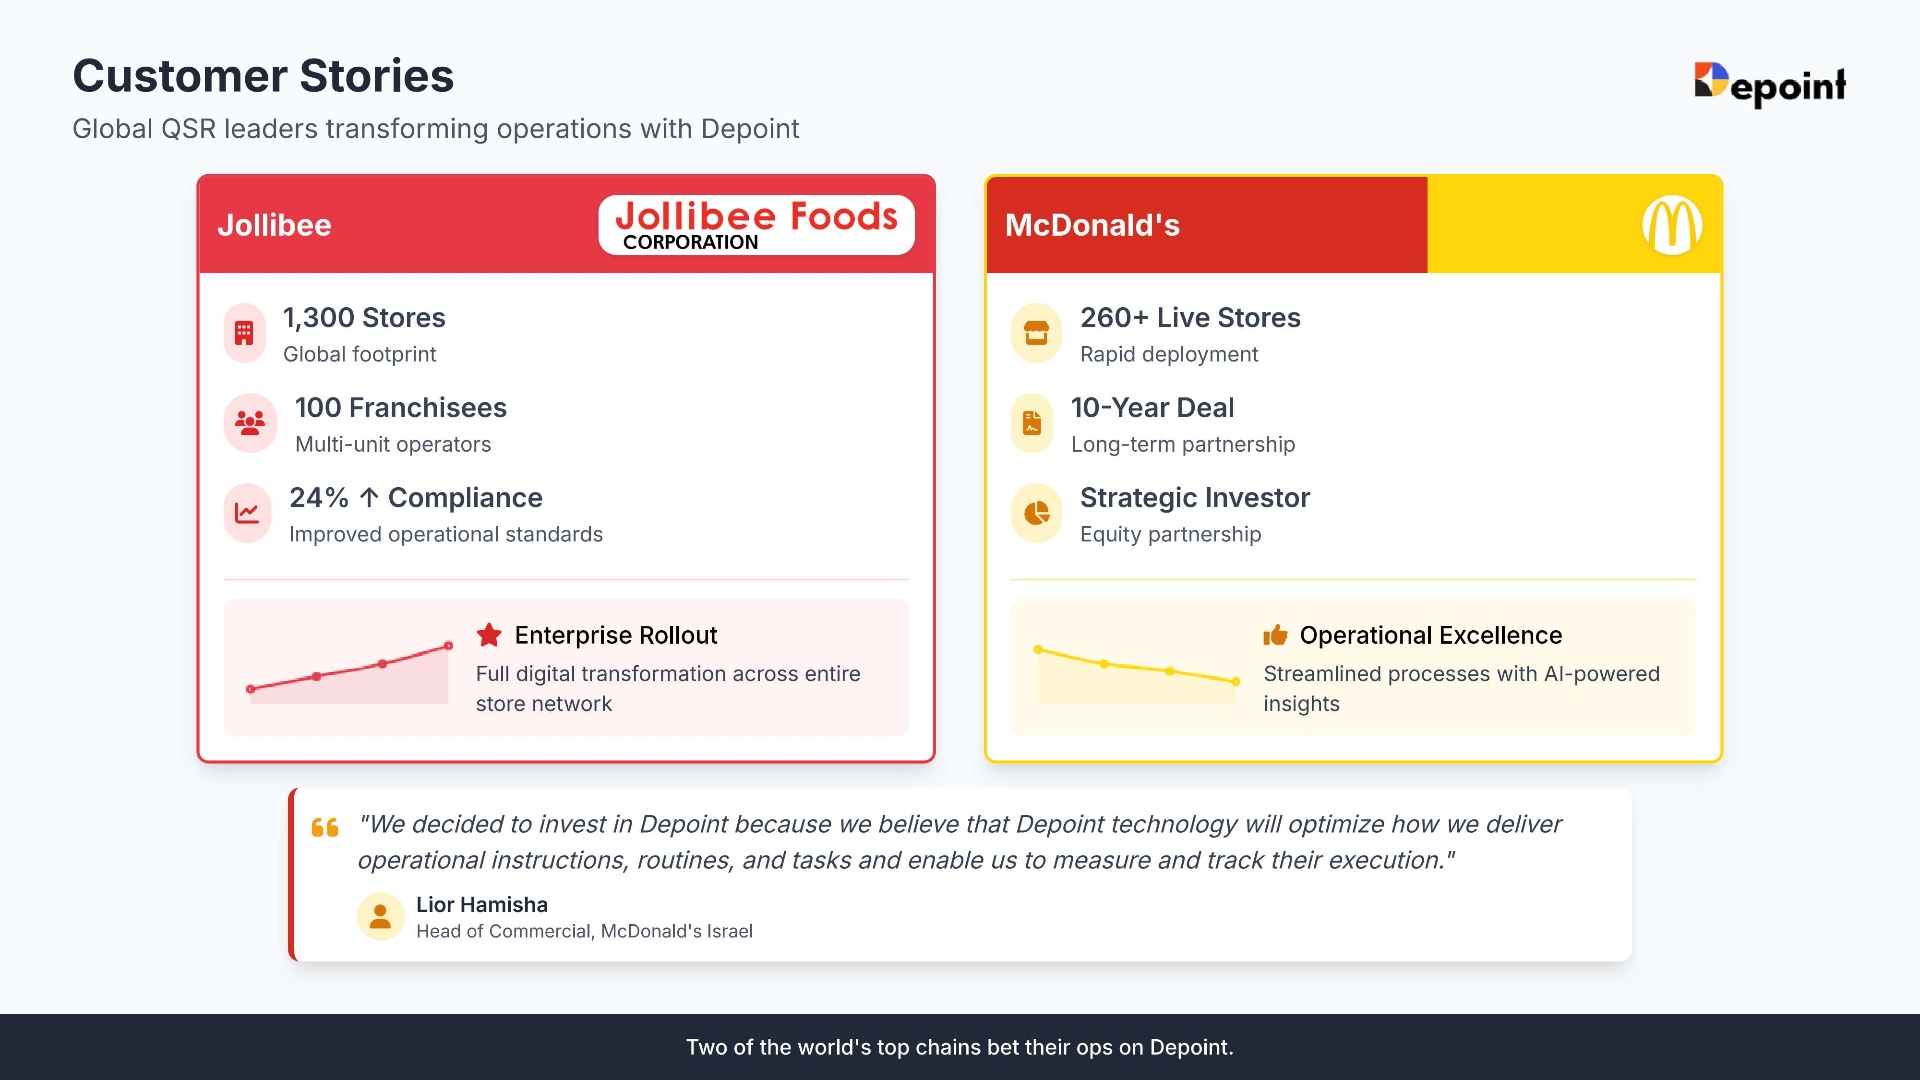 Customer Stories
Global QSR leaders transforming operations with Depoint
Depoint
Jollibee
Jollibee Foods
CORPORATION
1,300 Stores
Global footprint
100 Franchisees
Multi-unit operators
24% ↑ Compliance
Improved operational standards
Enterprise Rollout
Full digital transformation across entire
store network
McDonald's
260+ Live Stores
Rapid deployment
10-Year Deal
Long-term partnership
Strategic Investor
Equity partnership
Operational Excellence
Streamlined processes with AI-powered
insights
"We decided to invest in Depoint because we believe that Depoint technology will optimize how we deliver
operational instructions, routines, and tasks and enable us to measure and track their execution."
Lior Hamisha
Head of Commercial, McDonald's Israel
Two of the world's top chains bet their ops on Depoint.